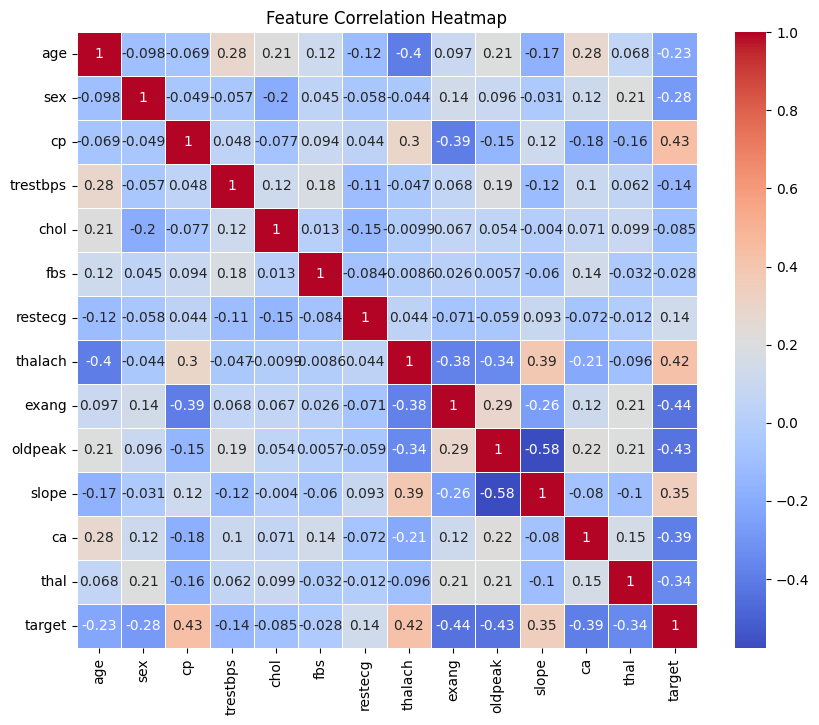 Feature Correlation Heatmap
age 1 -0.098 -0.069 0.28 0.21 0.12 -0.12 -0.4 0.097 0.21 -0.17 0.28 0.068 -0.23
sex -0.098 1 -0.049 -0.057 -0.2 0.045 -0.058 -0.044 0.14 0.096 -0.031 0.12 0.21 -0.28
cp -0.069 -0.049 1 0.048 -0.077 0.094 0.044 0.3 -0.39 -0.15 0.12 -0.18 -0.16 0.43
trestbps 0.28 -0.057 0.048 1 0.12 0.18 -0.11 -0.047 0.068 0.19 -0.12 0.1 0.062 -0.14
chol 0.21 -0.2 -0.077 0.12 1 0.013 -0.15 -0.0099 0.067 0.054 -0.004 0.071 0.099 -0.085
fbs 0.12 0.045 0.094 0.18 0.013 1 -0.084 -0.0086 0.026 0.0057 -0.06 0.14 -0.032 -0.028
restecg -0.12 -0.058 0.044 -0.11 -0.15 -0.084 1 0.044 -0.071 -0.059 0.093 -0.072 -0.012 0.14
thalach -0.4 -0.044 0.3 -0.047 -0.0099 -0.0086 0.044 1 -0.38 -0.34 0.39 -0.21 -0.096 0.42
exang 0.097 0.14 -0.39 0.068 0.067 0.026 -0.071 -0.38 1 0.29 -0.26 0.12 0.21 -0.44
oldpeak 0.21 0.096 -0.15 0.19 0.054 0.0057 -0.059 -0.34 0.29 1 -0.58 0.22 0.21 -0.43
slope -0.17 -0.031 0.12 -0.12 -0.004 -0.06 0.093 0.39 -0.26 -0.58 1 -0.08 -0.1 0.35
ca 0.28 0.12 -0.18 0.1 0.071 0.14 -0.072 -0.21 0.12 0.22 -0.08 1 0.15 -0.39
thal 0.068 0.21 -0.16 0.062 0.099 -0.032 -0.012 -0.096 0.21 0.21 -0.1 0.15 1 -0.34
target -0.23 -0.28 0.43 -0.14 -0.085 -0.028 0.14 0.42 -0.44 -0.43 0.35 -0.39 -0.34 1
age sex cp trestbps chol fbs restecg thalach exang oldpeak slope ca thal target
1.0
0.8
0.6
0.4
0.2
0.0
−0.2
−0.4